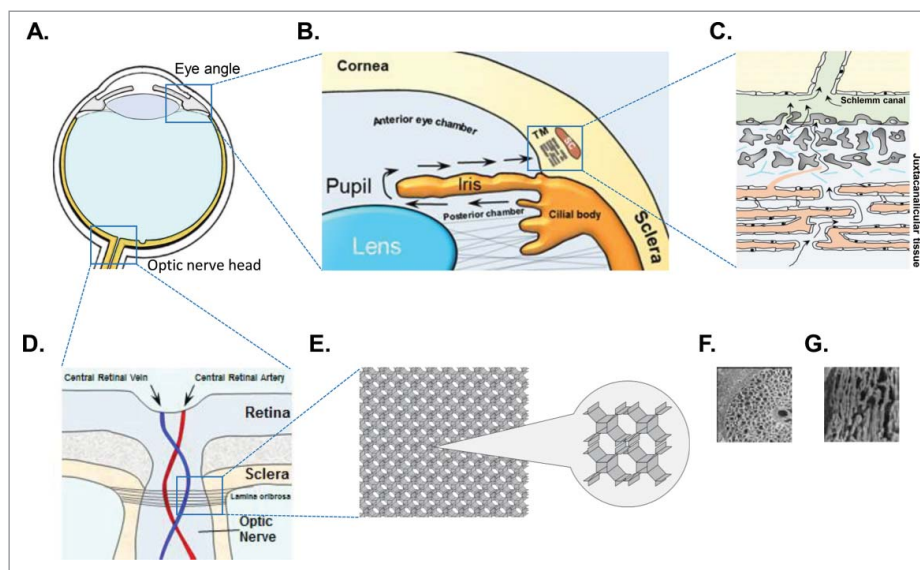 A.
Eye angle
Optic nerve head
B.
Cornea
Anterior eye chamber
TM
SC
Pupil
Iris
Posterior chamber
Cilial body
Lens
Sclera
C.
Schlemm canal
Juxtacanalicular tissue
D.
Central Retinal Vein
Central Retinal Artery
Retina
Sclera
Lamina cribrosa
Optic
Nerve
E.
F.
G.